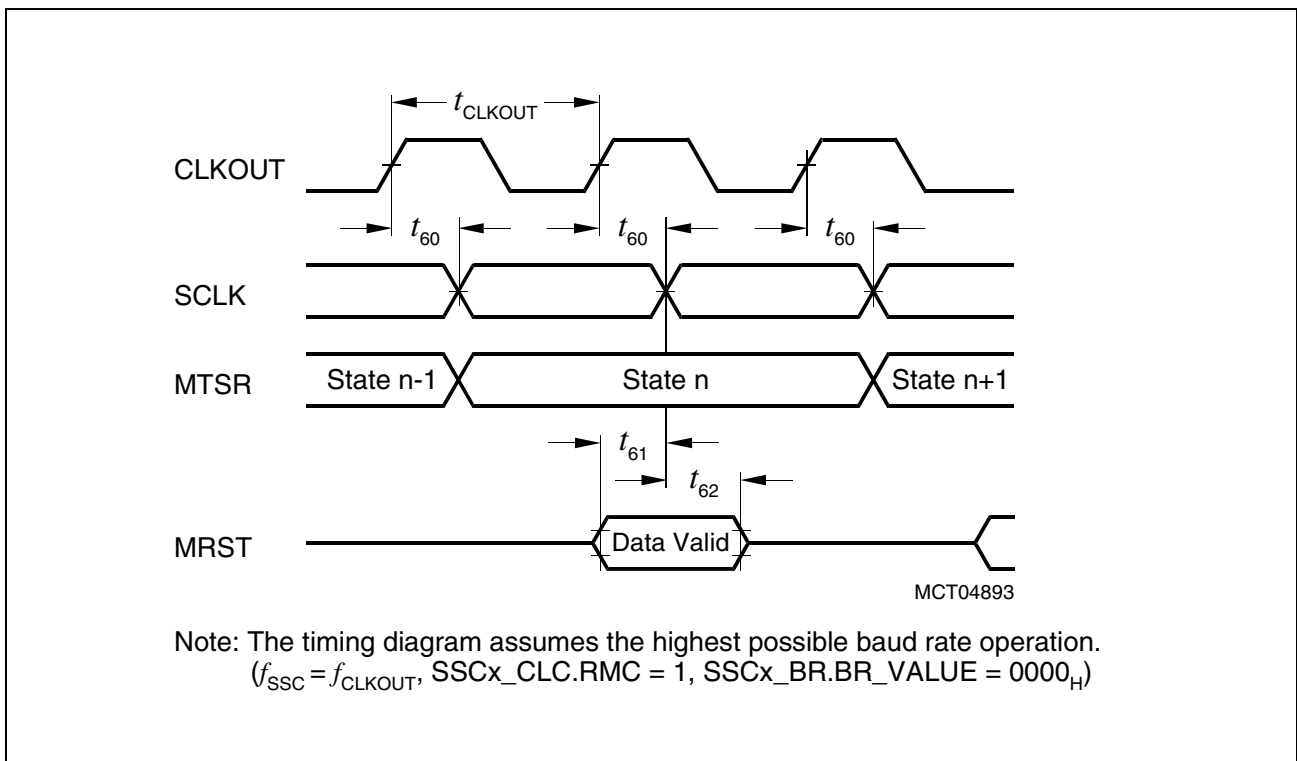 tCLKOUT
CLKOUT
t60 t60 t60
SCLK
MTSR State n-1 State n State n+1
t61
t62
MRST Data Valid
MCT04893
Note: The timing diagram assumes the highest possible baud rate operation.
(fSSC = fCLKOUT, SSCx_CLC.RMC = 1, SSCx_BR.BR_VALUE = 0000H)